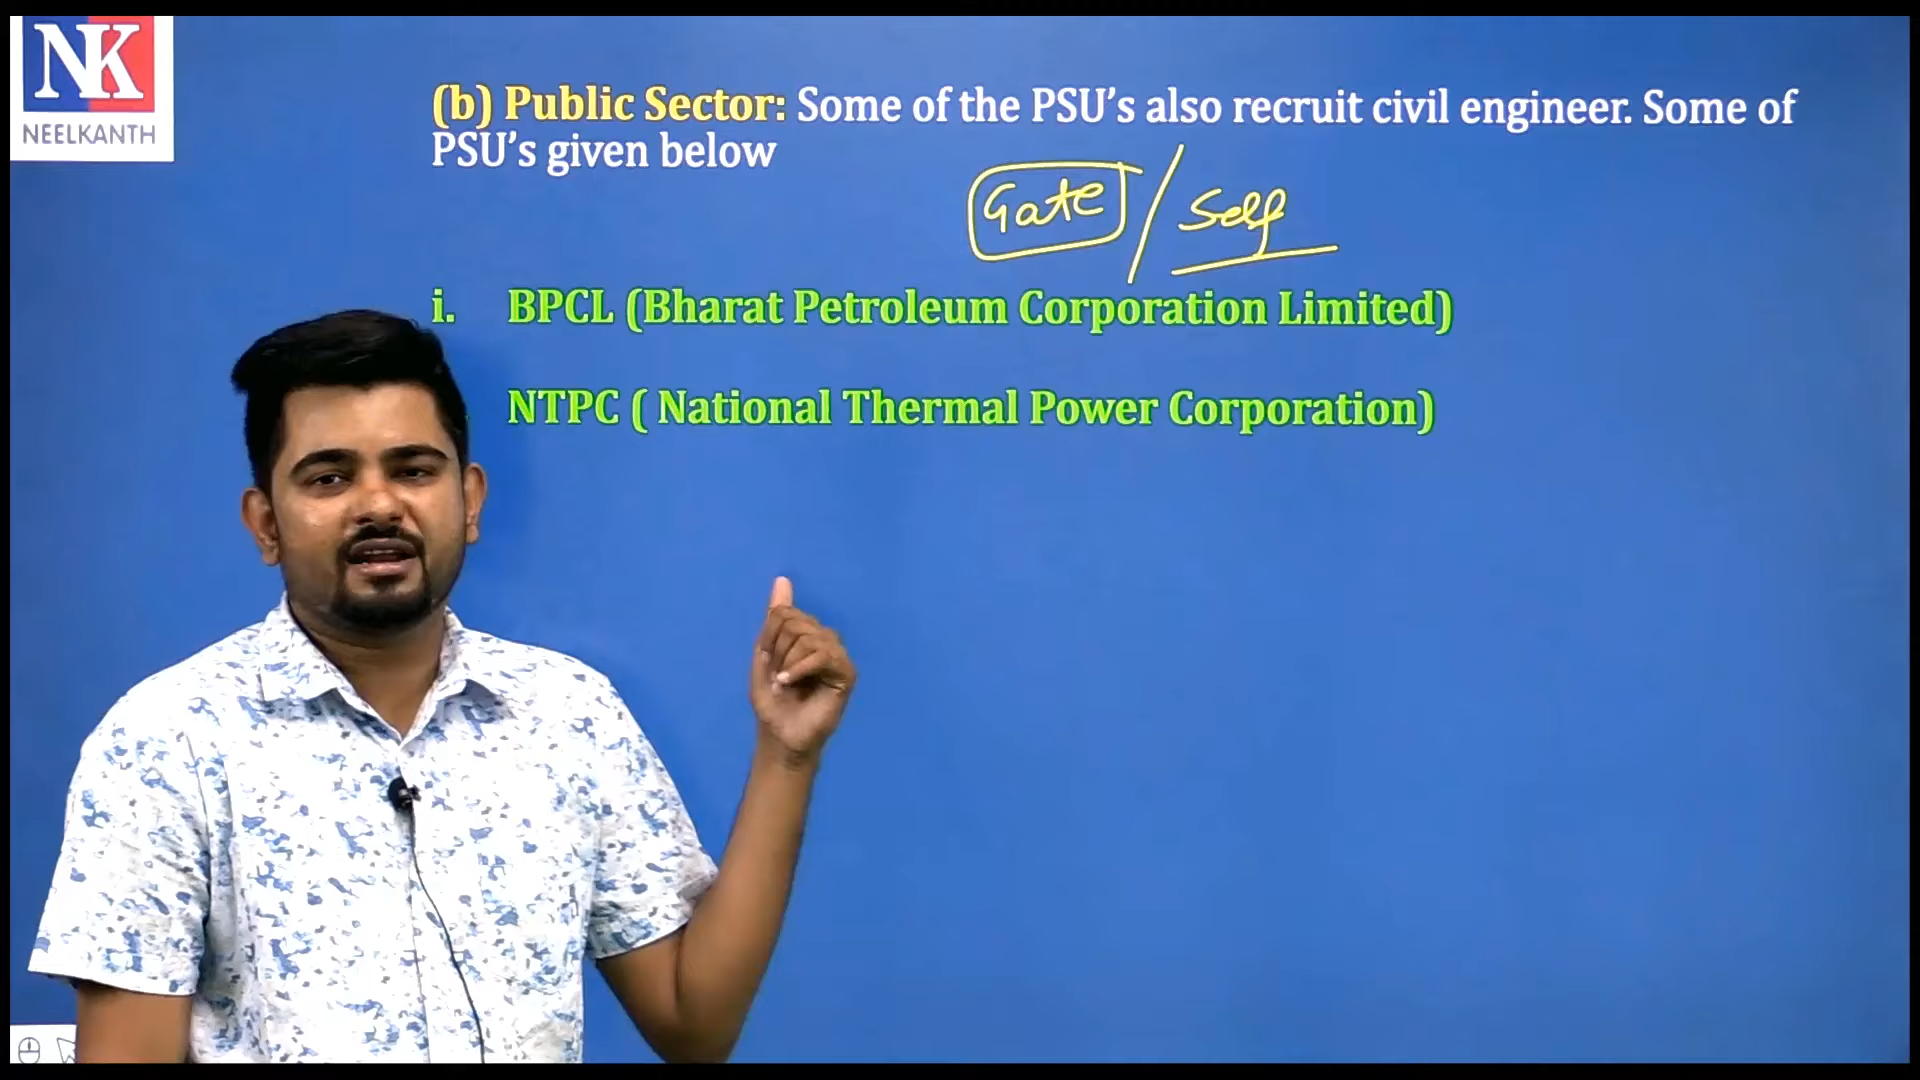 NK
NEELKANTH
(b) Public Sector: Some of the PSU’s also recruit civil engineer. Some of
PSU’s given below
Gate / Self
i. BPCL (Bharat Petroleum Corporation Limited)
NTPC ( National Thermal Power Corporation)